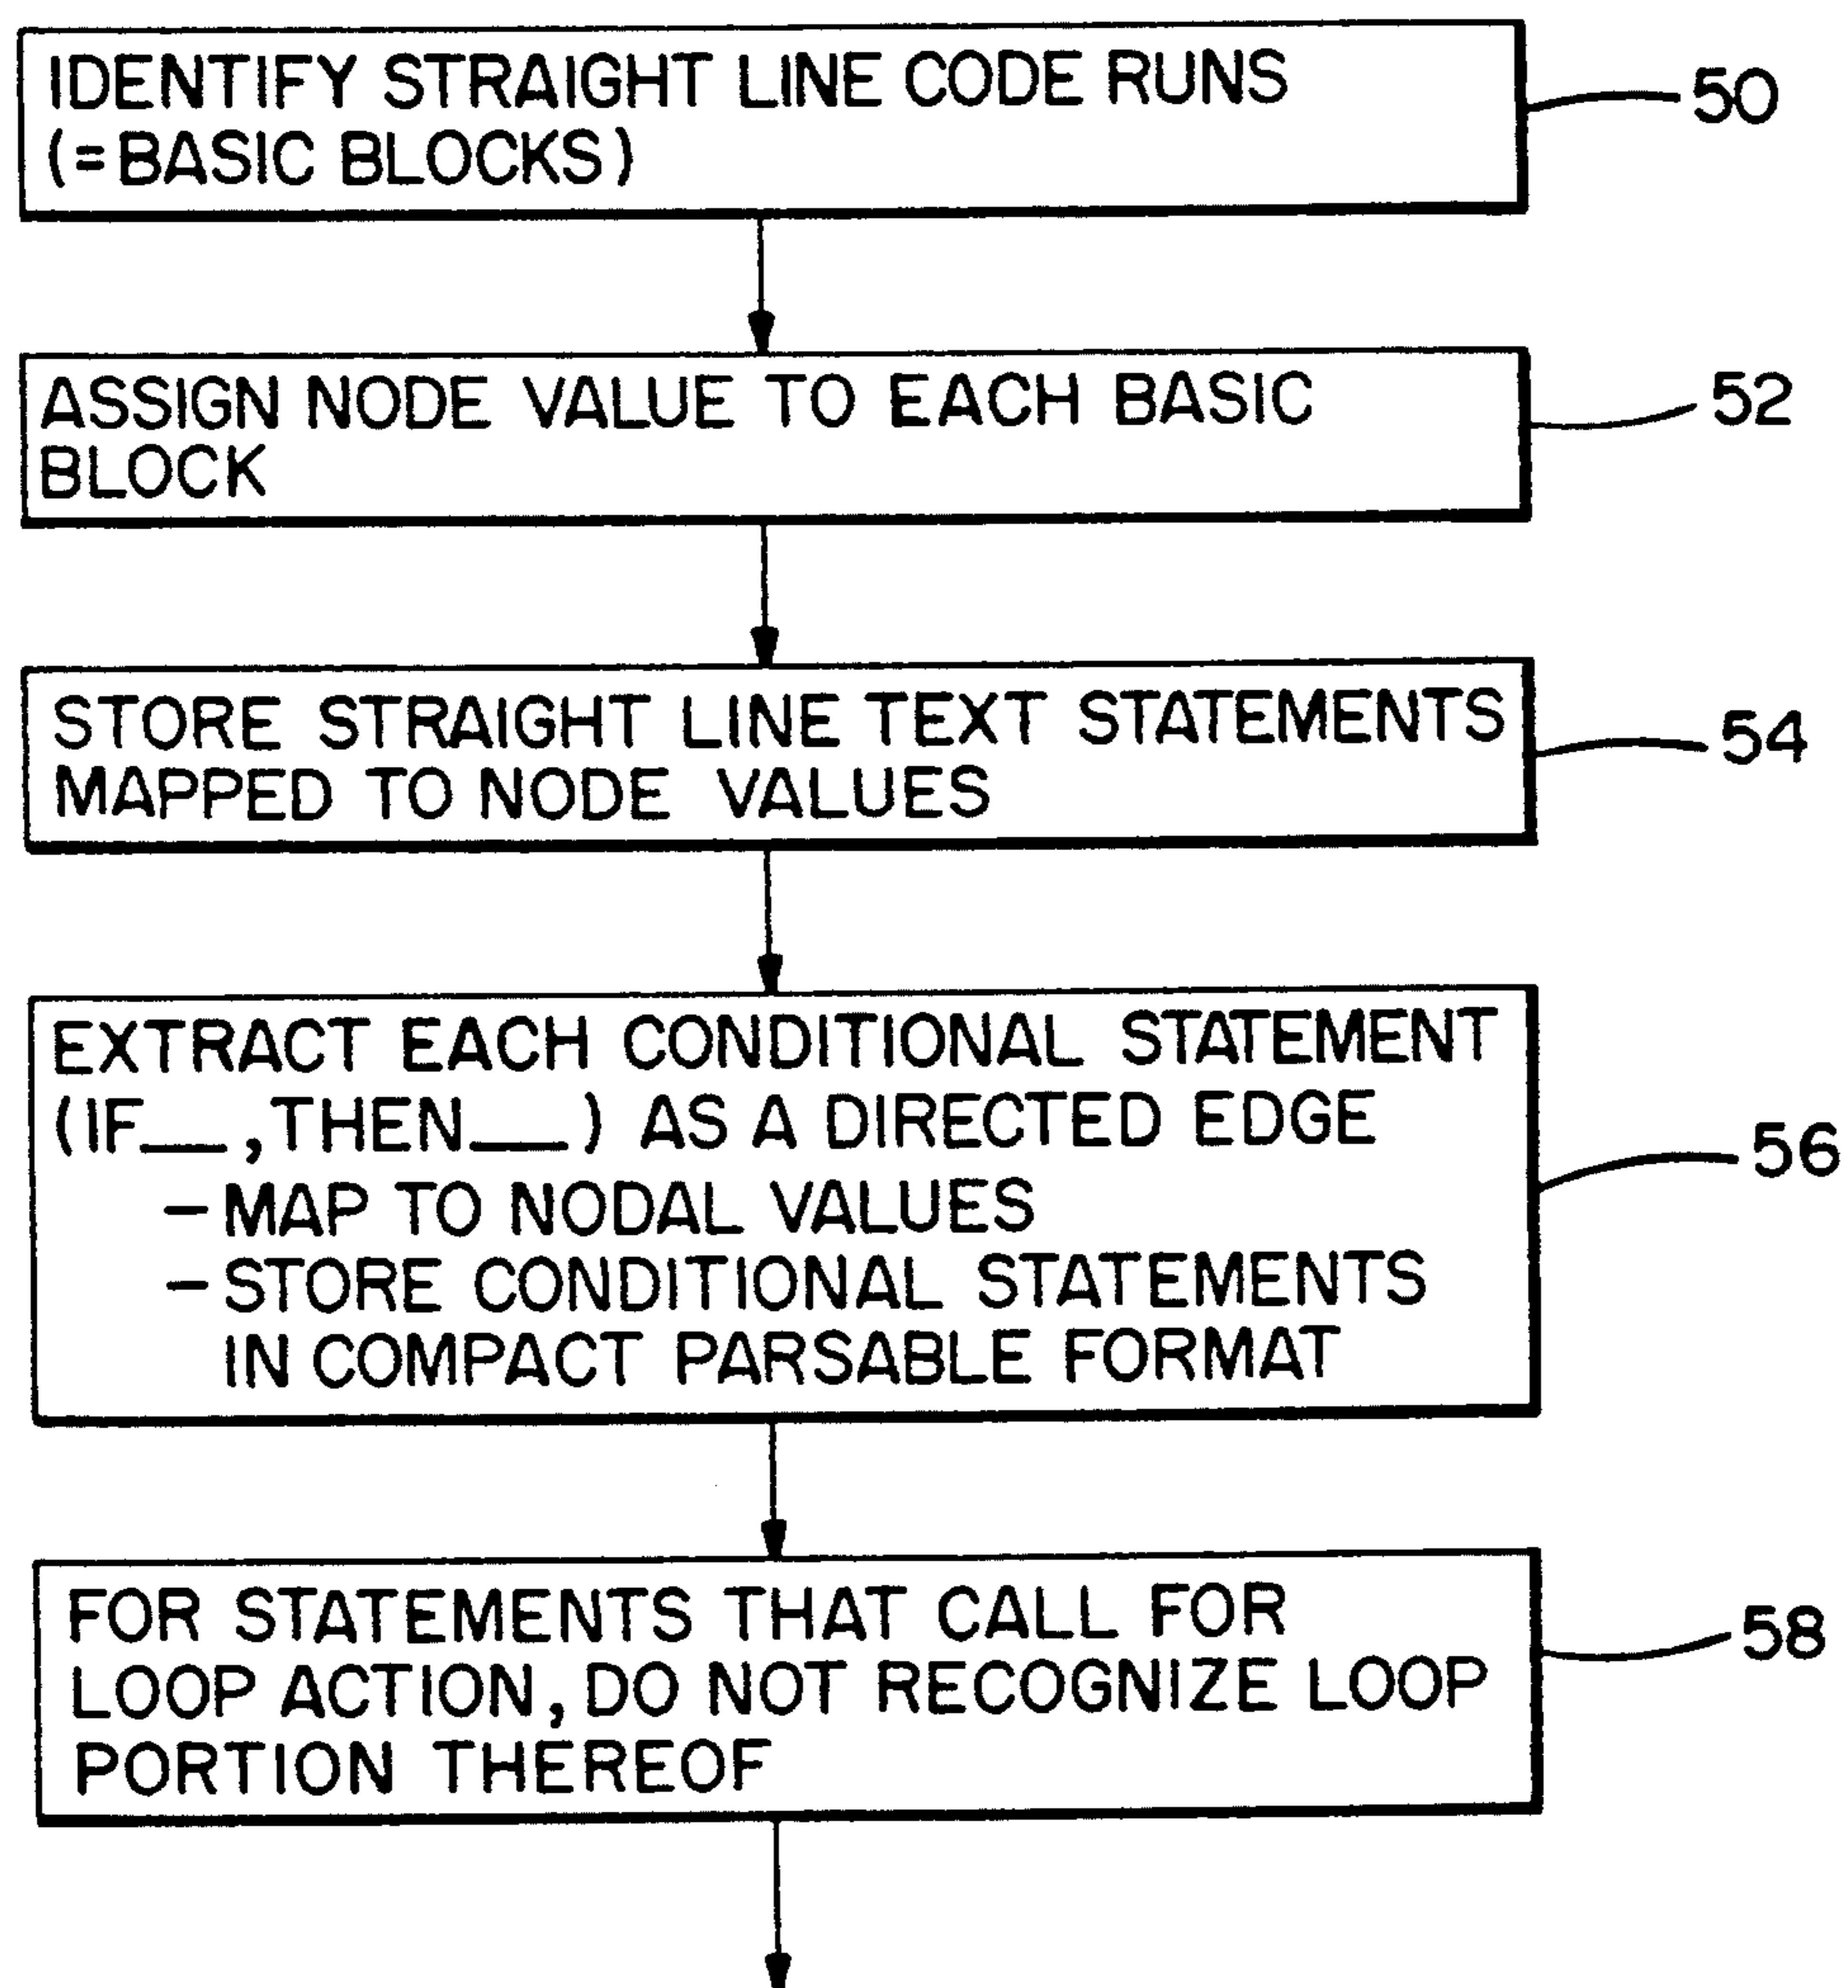 IDENTIFY STRAIGHT LINE CODE RUNS
(=BASIC BLOCKS)
50
ASSIGN NODE VALUE TO EACH BASIC
BLOCK
52
STORE STRAIGHT LINE TEXT STATEMENTS
MAPPED TO NODE VALUES
54
EXTRACT EACH CONDITIONAL STATEMENT
(IF__,THEN__) AS A DIRECTED EDGE
-MAP TO NODAL VALUES
-STORE CONDITIONAL STATEMENTS
IN COMPACT PARSABLE FORMAT
56
FOR STATEMENTS THAT CALL FOR
LOOP ACTION, DO NOT RECOGNIZE LOOP
PORTION THEREOF
58